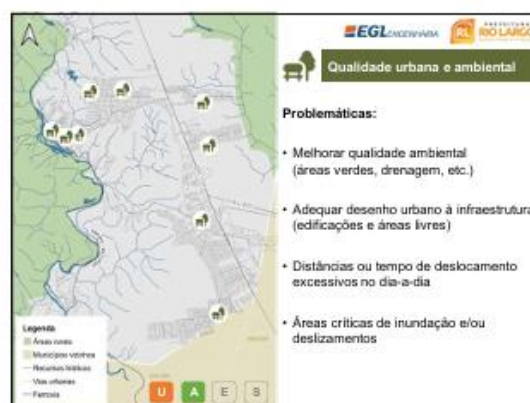 EGL ENGENHARIA
PREFEITURA
RL RIO LARGO
Qualidade urbana e ambiental
Problemáticas:
• Melhorar qualidade ambiental
(áreas verdes, drenagem, etc.)
• Adequar desenho urbano à infraestrutura
(edificações e áreas livres)
• Distâncias ou tempo de deslocamento
excessivos no dia-a-dia
• Áreas críticas de inundação e/ou
deslizamentos
Legenda
Municípios vizinhos
Recursos hídricos
Vias urbanas
Ferrovia
U A E S